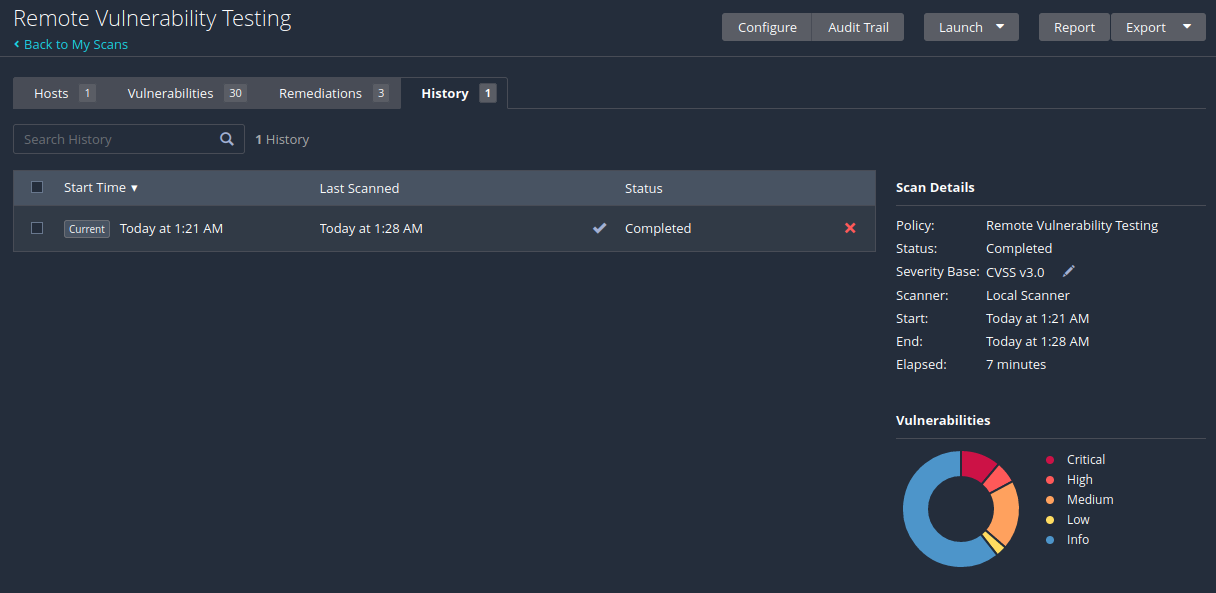 Remote Vulnerability Testing
Back to My Scans
Configure Audit Trail Launch Report Export
Hosts 1 Vulnerabilities 30 Remediations 3 History 1
Search History 1 History
Start Time Last Scanned Status
Current Today at 1:21 AM Today at 1:28 AM Completed
Scan Details
Policy: Remote Vulnerability Testing
Status: Completed
Severity Base: CVSS v3.0
Scanner: Local Scanner
Start: Today at 1:21 AM
End: Today at 1:28 AM
Elapsed: 7 minutes
Vulnerabilities
Critical
High
Medium
Low
Info